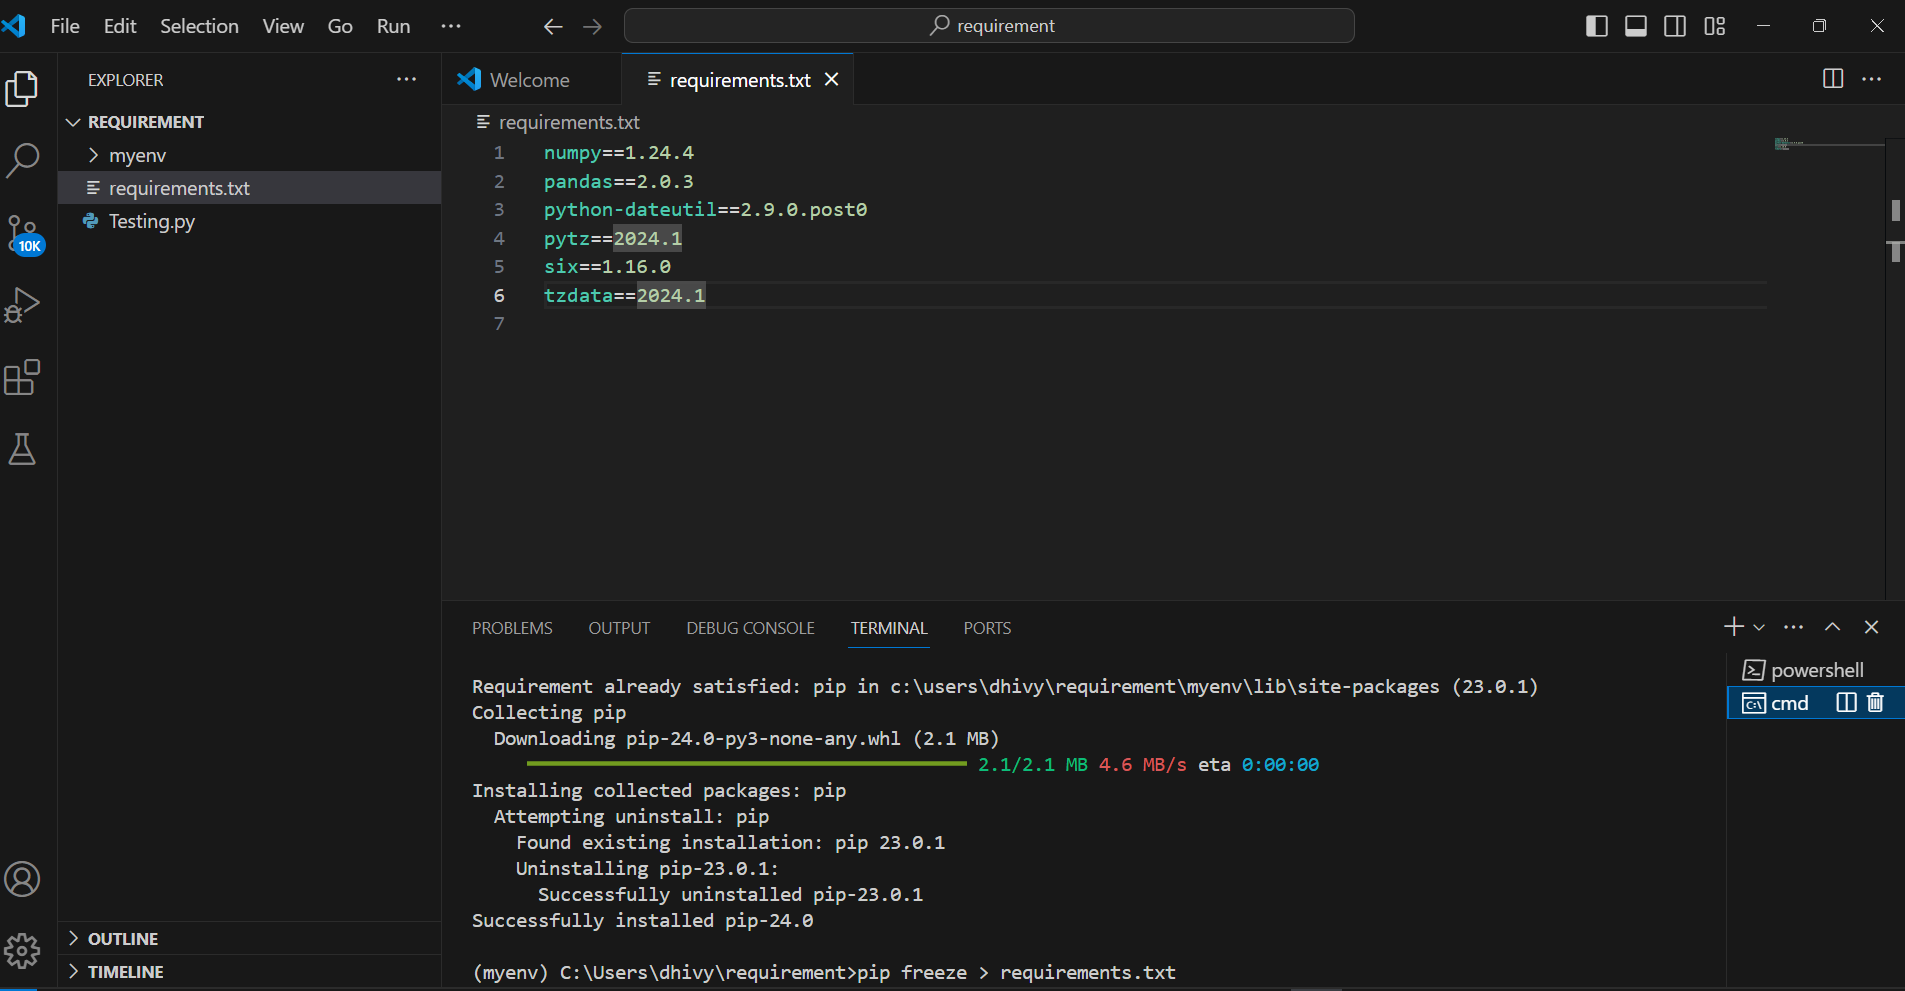 File Edit Selection View Go Run ···
requirement
EXPLORER ···
REQUIREMENT
myenv
requirements.txt
Testing.py
10K
OUTLINE
TIMELINE
Welcome
requirements.txt
requirements.txt
1 numpy==1.24.4
2 pandas==2.0.3
3 python-dateutil==2.9.0.post0
4 pytz==2024.1
5 six==1.16.0
6 tzdata==2024.1
7
PROBLEMS OUTPUT DEBUG CONSOLE TERMINAL PORTS
Requirement already satisfied: pip in c:\users\dhivy\requirement\myenv\lib\site-packages (23.0.1)
Collecting pip
Downloading pip-24.0-py3-none-any.whl (2.1 MB)
2.1/2.1 MB 4.6 MB/s eta 0:00:00
Installing collected packages: pip
Attempting uninstall: pip
Found existing installation: pip 23.0.1
Uninstalling pip-23.0.1:
Successfully uninstalled pip-23.0.1
Successfully installed pip-24.0
(myenv) C:\Users\dhivy\requirement>pip freeze > requirements.txt
powershell
cmd